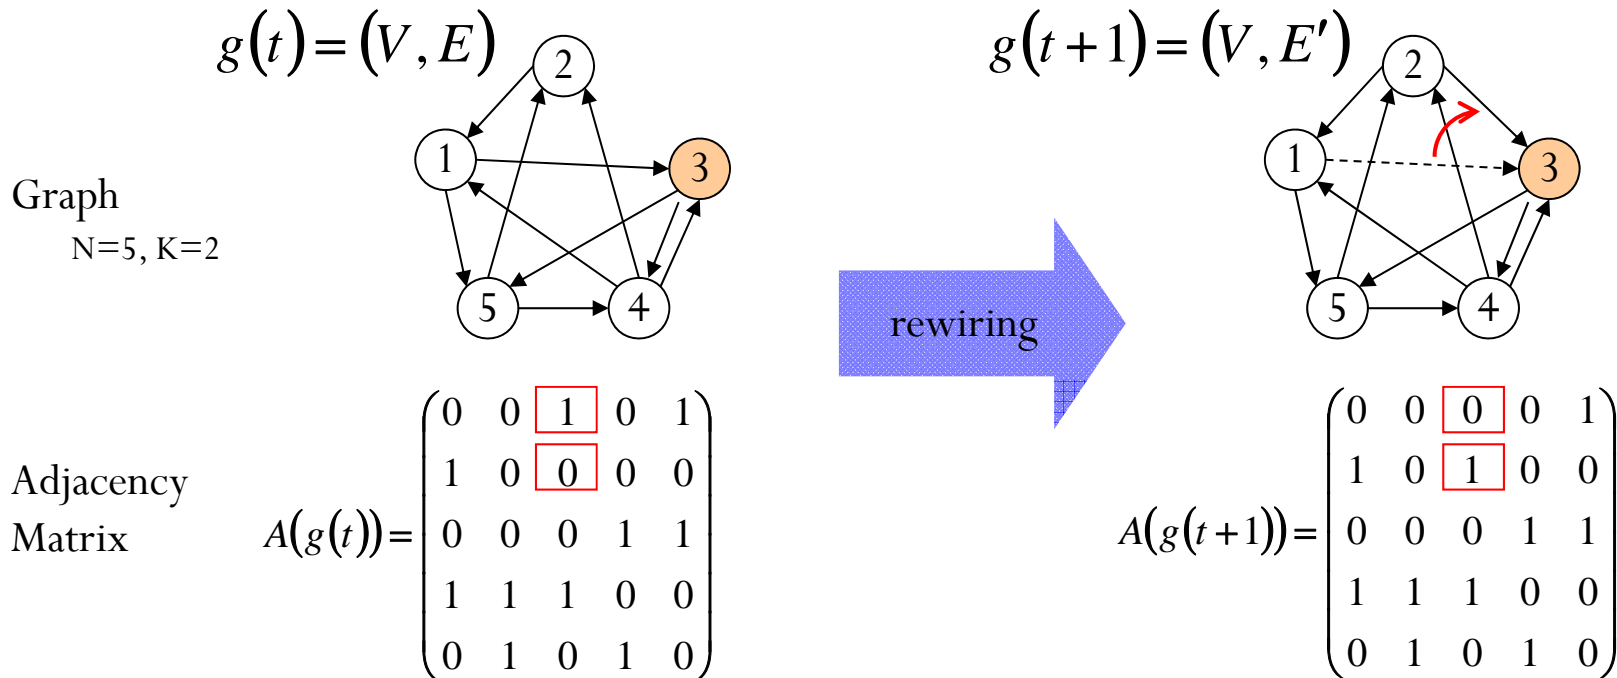 g(t) = (V, E)
g(t+1) = (V, E′)
2
1
3
5
4
2
1
3
5
4
Graph
N=5, K=2
rewiring
Adjacency
Matrix
A(g(t)) =
0 0 1 0 1
1 0 0 0 0
0 0 0 1 1
1 1 1 0 0
0 1 0 1 0
A(g(t+1)) =
0 0 0 0 1
1 0 1 0 0
0 0 0 1 1
1 1 1 0 0
0 1 0 1 0